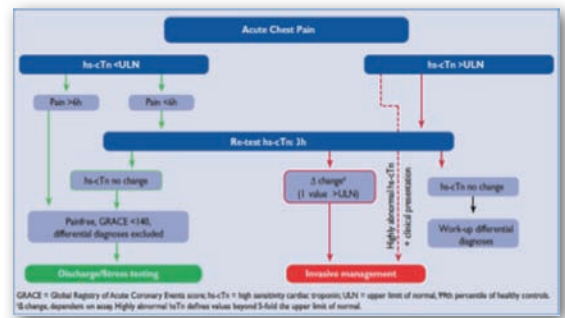 Acute Chest Pain
hs-cTn <ULN
hs-cTn >ULN
Pain >6h
Pain <6h
Re-test hs-cTn: 3h
hs-cTn no change
Δ changeᵃ
(1 value >ULN)
Highly abnormal hs-cTn
+ clinical presentation
hs-cTn no change
Painfree, GRACE <140,
differential diagnoses excluded
Work-up differential
diagnoses
Discharge/Stress testing
Invasive management
GRACE = Global Registry of Acute Coronary Events score; hs-cTn = high sensitivity cardiac troponin; ULN = upper limit of normal, 99th percentile of healthy controls.
ᵃΔ change, dependent on assay. Highly abnormal hsTn defines values beyond 5-fold the upper limit of normal.